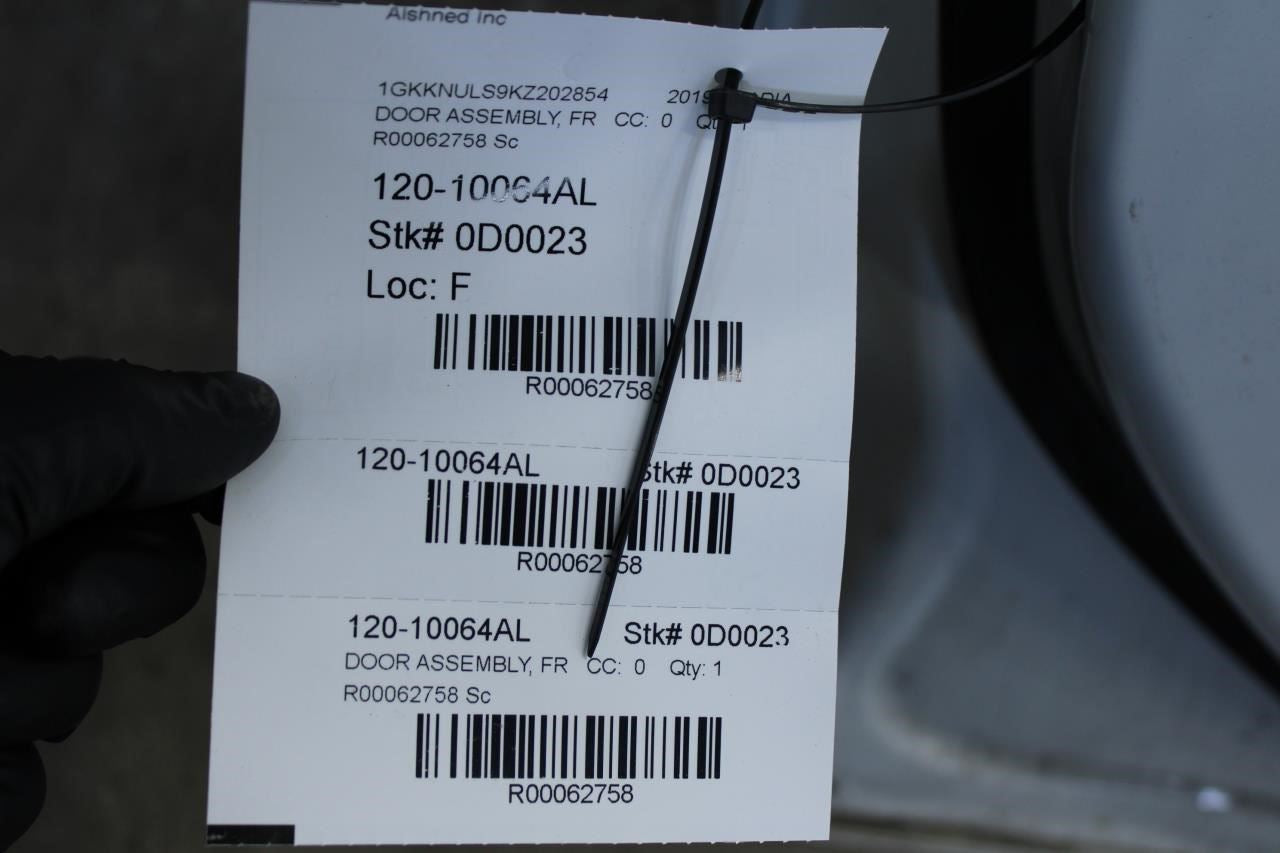 Aishned Inc
1GKKNULS9KZ202854 2019
DOOR ASSEMBLY, FR CC: 0
R00062758 Sc
120-10064AL
Stk# 0D0023
Loc: F
R00062758
120-10064AL Stk# 0D0023
R00062758
120-10064AL Stk# 0D0023
DOOR ASSEMBLY, FR CC: 0 Qty: 1
R00062758 Sc
R00062758